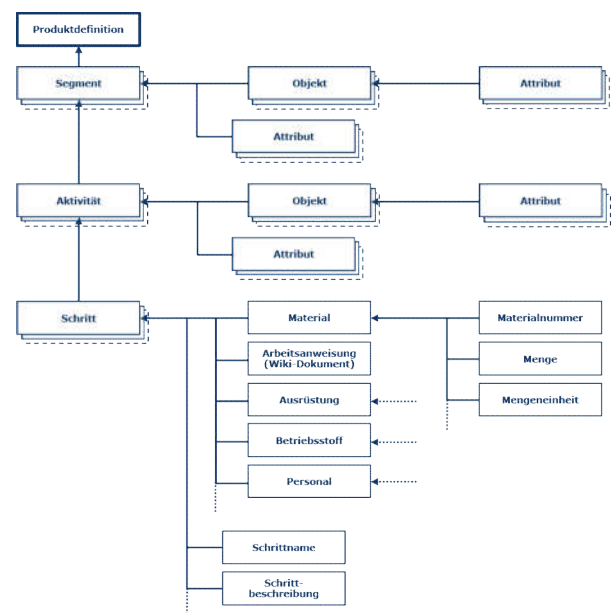 Produktdefinition
Segment
Objekt
Attribut
Attribut
Aktivität
Objekt
Attribut
Attribut
Schritt
Material
Materialnummer
Arbeitsanweisung
(Wiki-Dokument)
Menge
Ausrüstung
Mengeneinheit
Betriebsstoff
Personal
Schrittname
Schritt-
beschreibung